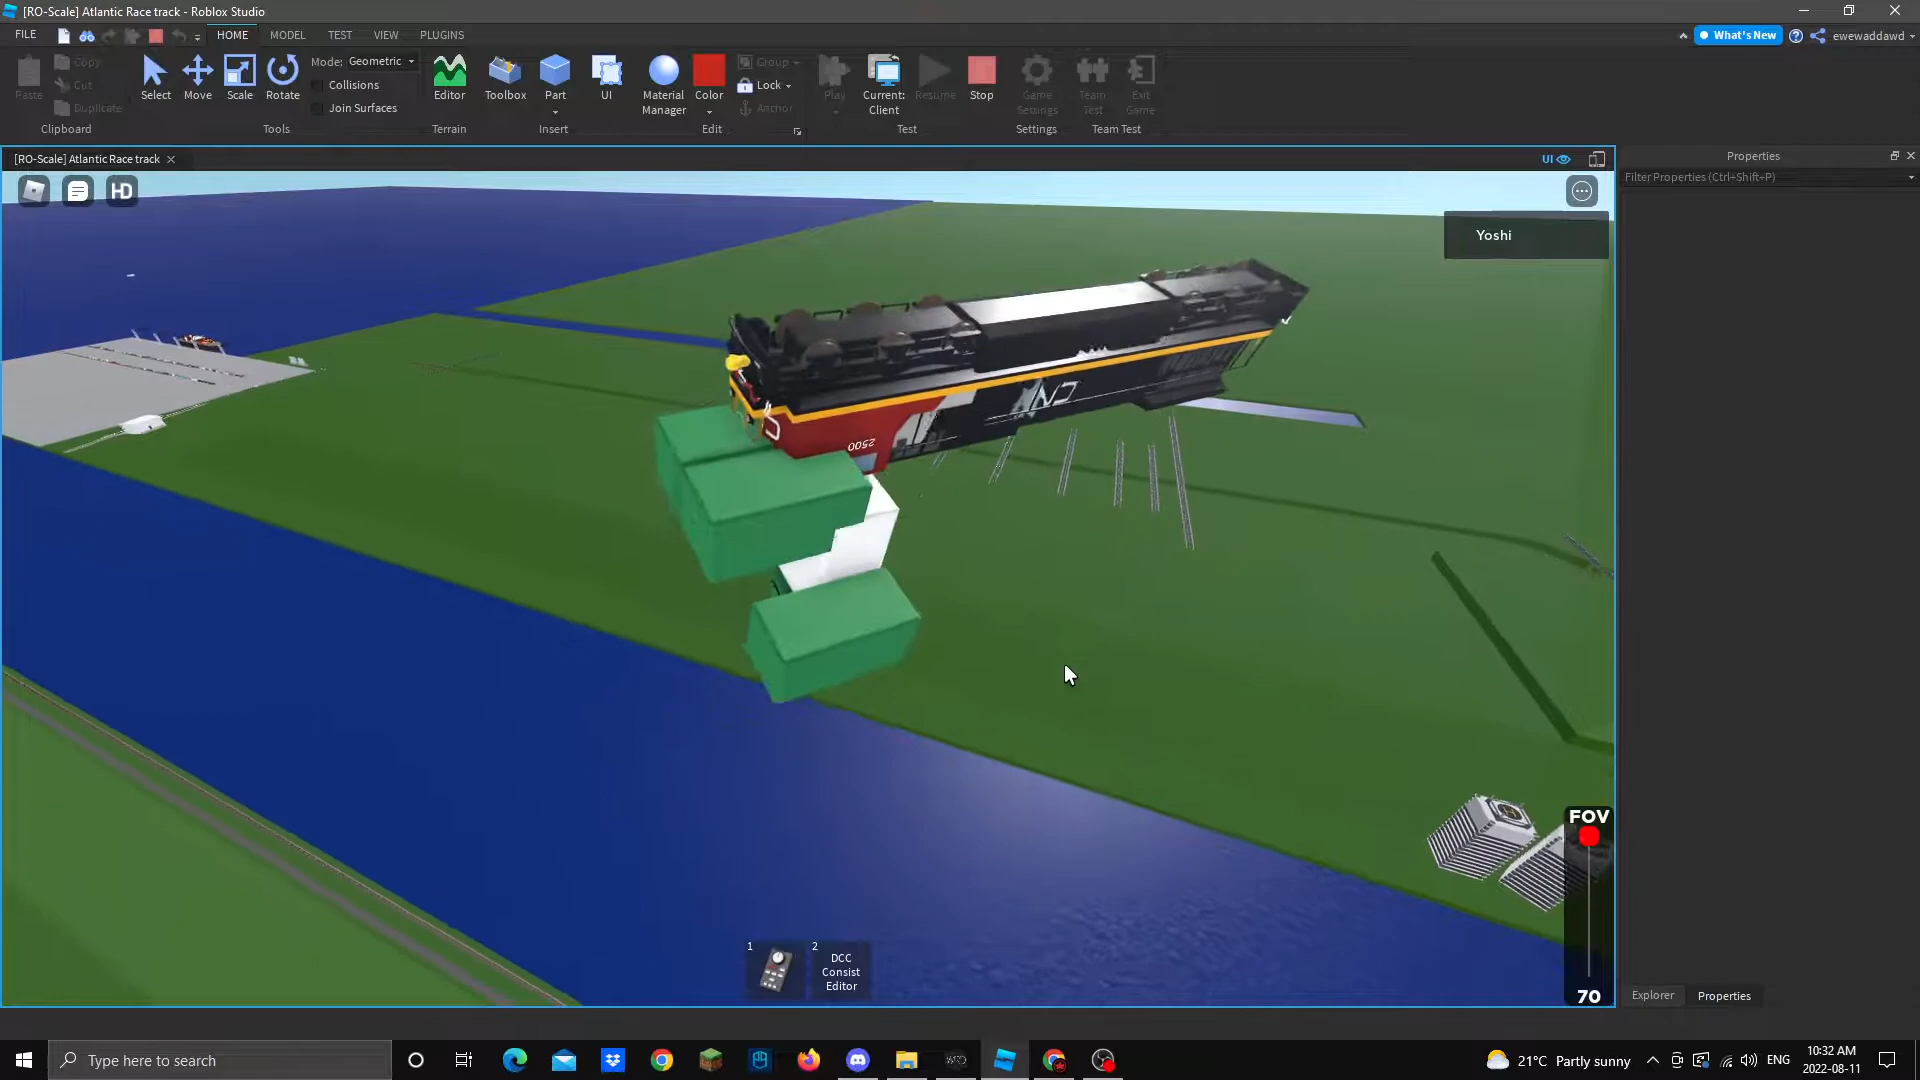 [RO-Scale] Atlantic Race track - Roblox Studio
FILE HOME MODEL TEST VIEW PLUGINS What's New ewewaddawd
Paste Copy Cut Duplicate
Select Move Scale Rotate Mode: Geometric Collisions Join Surfaces
Editor Toolbox Part UI Material Manager Color Group Lock Anchor
Play Current: Client Resume Stop Game Settings Team Test Exit Game
Clipboard Tools Terrain Insert Edit Test Settings Team Test
[RO-Scale] Atlantic Race track UI Properties
Filter Properties (Ctrl+Shift+P)
HD
Yoshi
CN
2500
FOV
70
1 2
DCC
Consist
Editor
Explorer Properties
Type here to search
21°C Partly sunny ENG 10:32 AM
2022-08-11